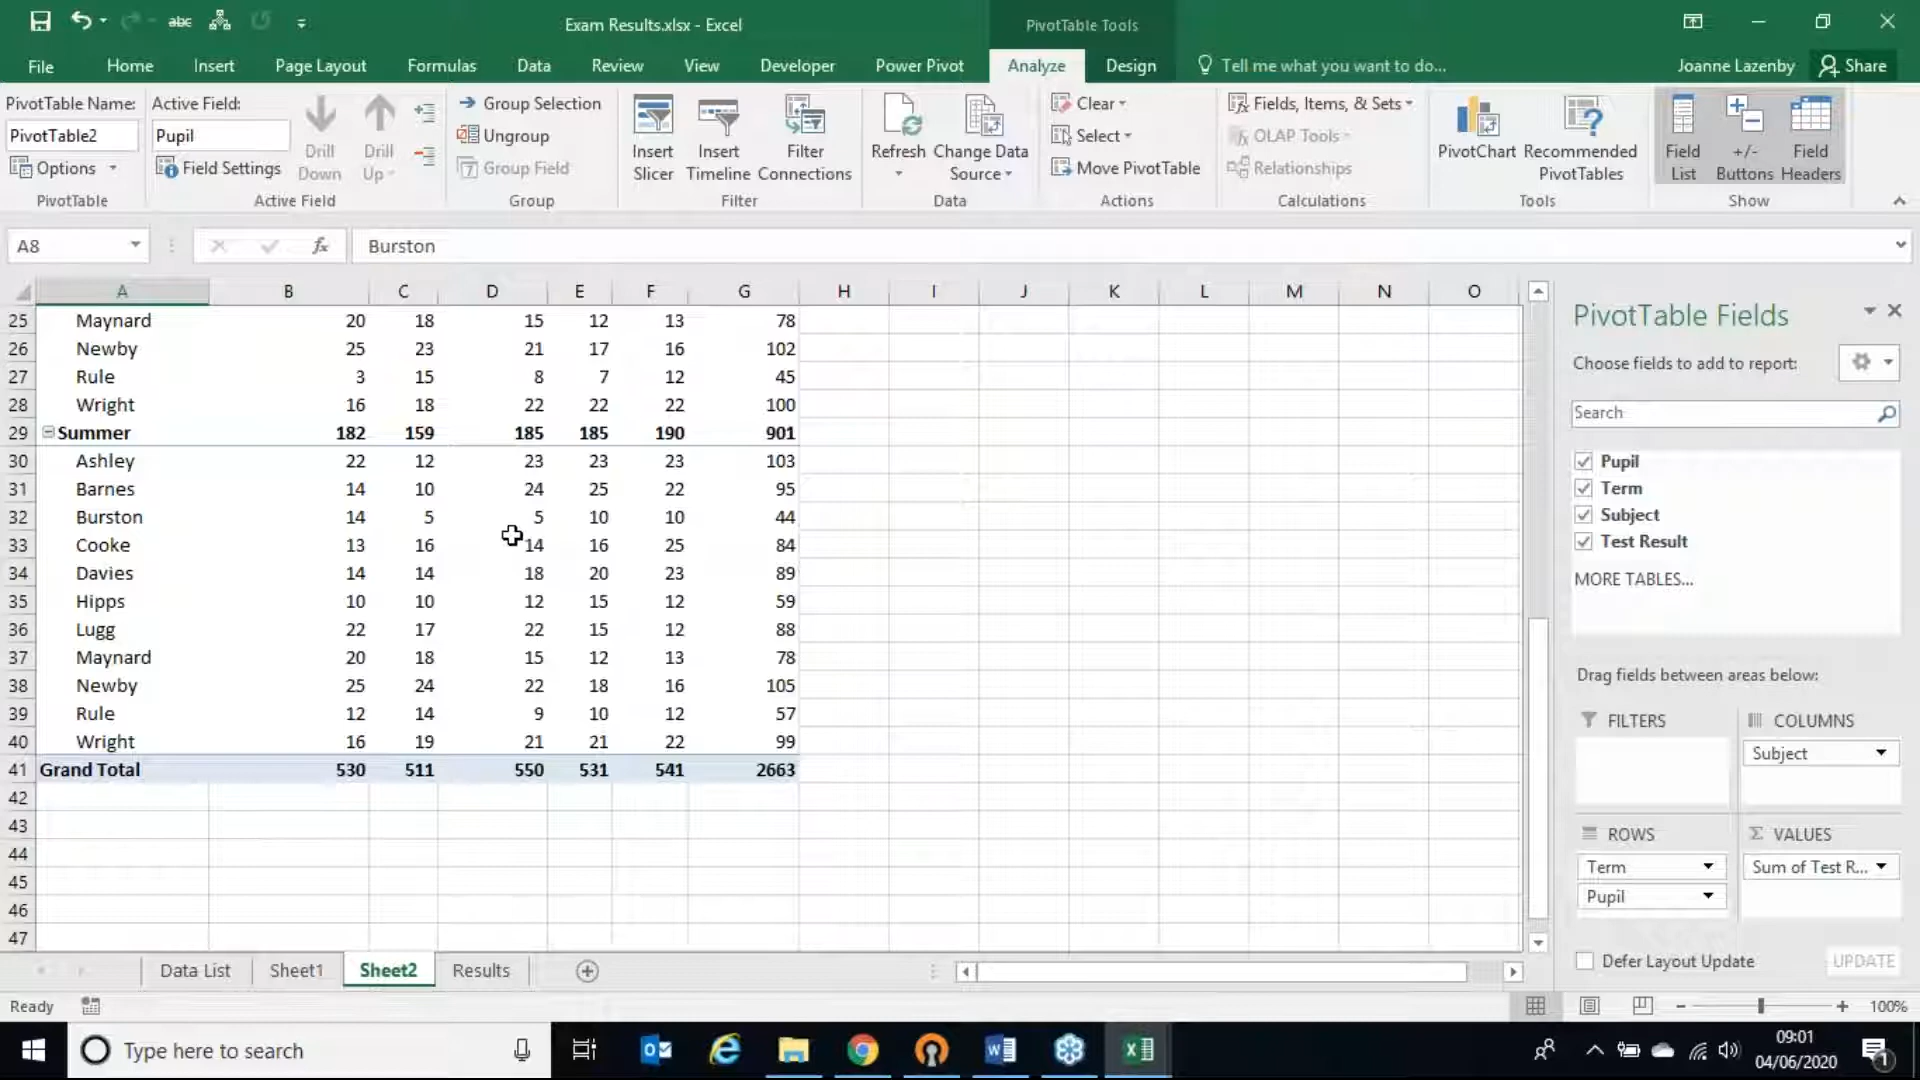 abc
Exam Results.xlsx - Excel
PivotTable Tools
File Home Insert Page Layout Formulas Data Review View Developer Power Pivot Analyze Design Tell me what you want to do... Joanne Lazenby Share
PivotTable Name:
PivotTable2
Options
PivotTable
Active Field:
Pupil
Field Settings
Drill Down
Drill Up
Active Field
Group Selection
Ungroup
Group Field
Group
Insert Slicer
Insert Timeline
Filter Connections
Filter
Refresh
Change Data Source
Data
Clear
Select
Move PivotTable
Actions
Fields, Items, & Sets
OLAP Tools
Relationships
Calculations
PivotChart
Recommended PivotTables
Tools
Field List
+/- Buttons
Field Headers
Show
A8 fx Burston
A B C D E F G H I J K L M N O
25 Maynard 20 18 15 12 13 78
26 Newby 25 23 21 17 16 102
27 Rule 3 15 8 7 12 45
28 Wright 16 18 22 22 22 100
29 Summer 182 159 185 185 190 901
30 Ashley 22 12 23 23 23 103
31 Barnes 14 10 24 25 22 95
32 Burston 14 5 5 10 10 44
33 Cooke 13 16 14 16 25 84
34 Davies 14 14 18 20 23 89
35 Hipps 10 10 12 15 12 59
36 Lugg 22 17 22 15 12 88
37 Maynard 20 18 15 12 13 78
38 Newby 25 24 22 18 16 105
39 Rule 12 14 9 10 12 57
40 Wright 16 19 21 21 22 99
41 Grand Total 530 511 550 531 541 2663
42
43
44
45
46
47
PivotTable Fields
Choose fields to add to report:
Search
Pupil
Term
Subject
Test Result
MORE TABLES...
Drag fields between areas below:
FILTERS
COLUMNS
Subject
ROWS
Term
Pupil
Σ VALUES
Sum of Test R...
Defer Layout Update UPDATE
Data List Sheet1 Sheet2 Results
Ready 100%
Type here to search
09:01
04/06/2020
1